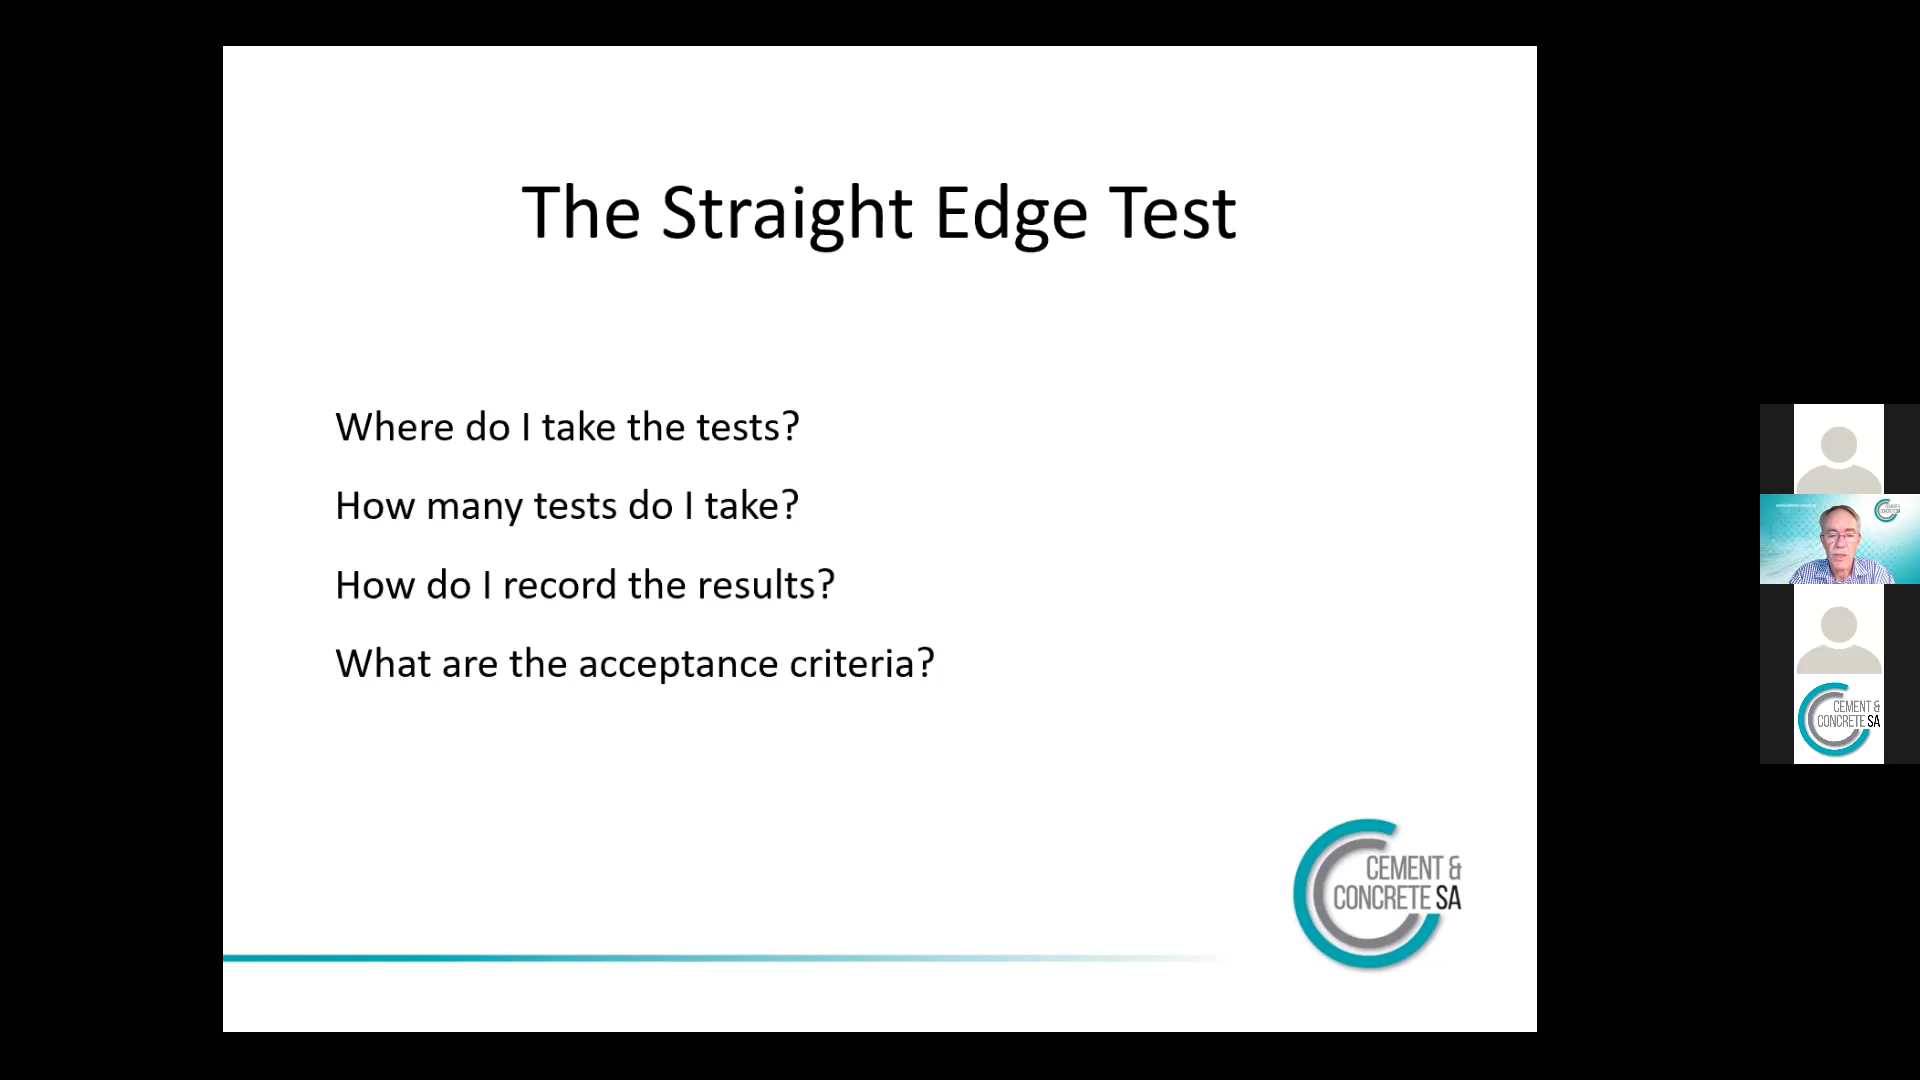 The Straight Edge Test
Where do I take the tests?
How many tests do I take?
How do I record the results?
What are the acceptance criteria?
CEMENT &
CONCRETE SA
CEMENT &
CONCRETE SA